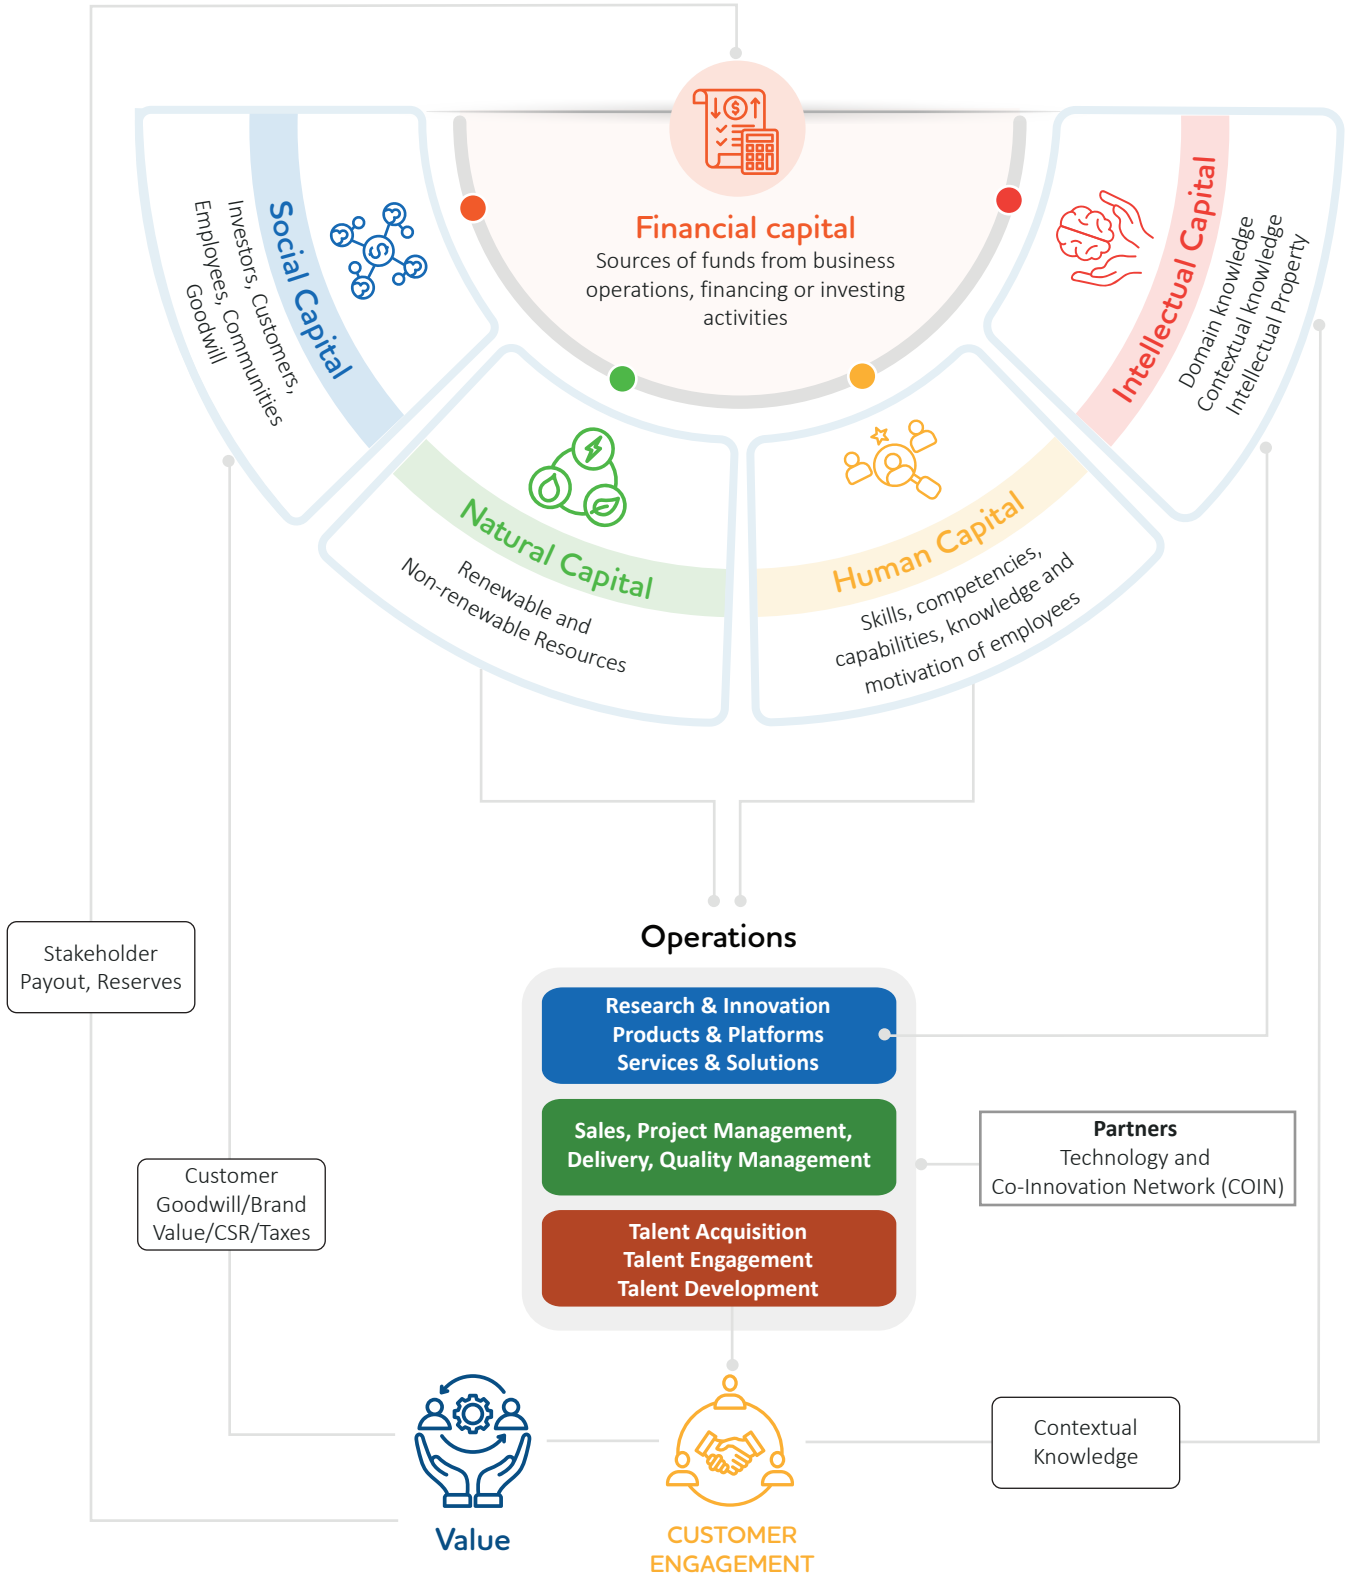 Financial capital
Sources of funds from business
operations, financing or investing
activities
Social Capital
Investors, Customers,
Employees, Communities
Goodwill
Natural Capital
Renewable and
Non-renewable Resources
Human Capital
Skills, competencies,
capabilities, knowledge and
motivation of employees
Intellectual Capital
Domain knowledge
Contextual knowledge
Intellectual Property
Stakeholder
Payout, Reserves
Customer
Goodwill/Brand
Value/CSR/Taxes
Operations
Research & Innovation
Products & Platforms
Services & Solutions
Sales, Project Management,
Delivery, Quality Management
Talent Acquisition
Talent Engagement
Talent Development
Partners
Technology and
Co-Innovation Network (COIN)
Contextual
Knowledge
Value
CUSTOMER
ENGAGEMENT